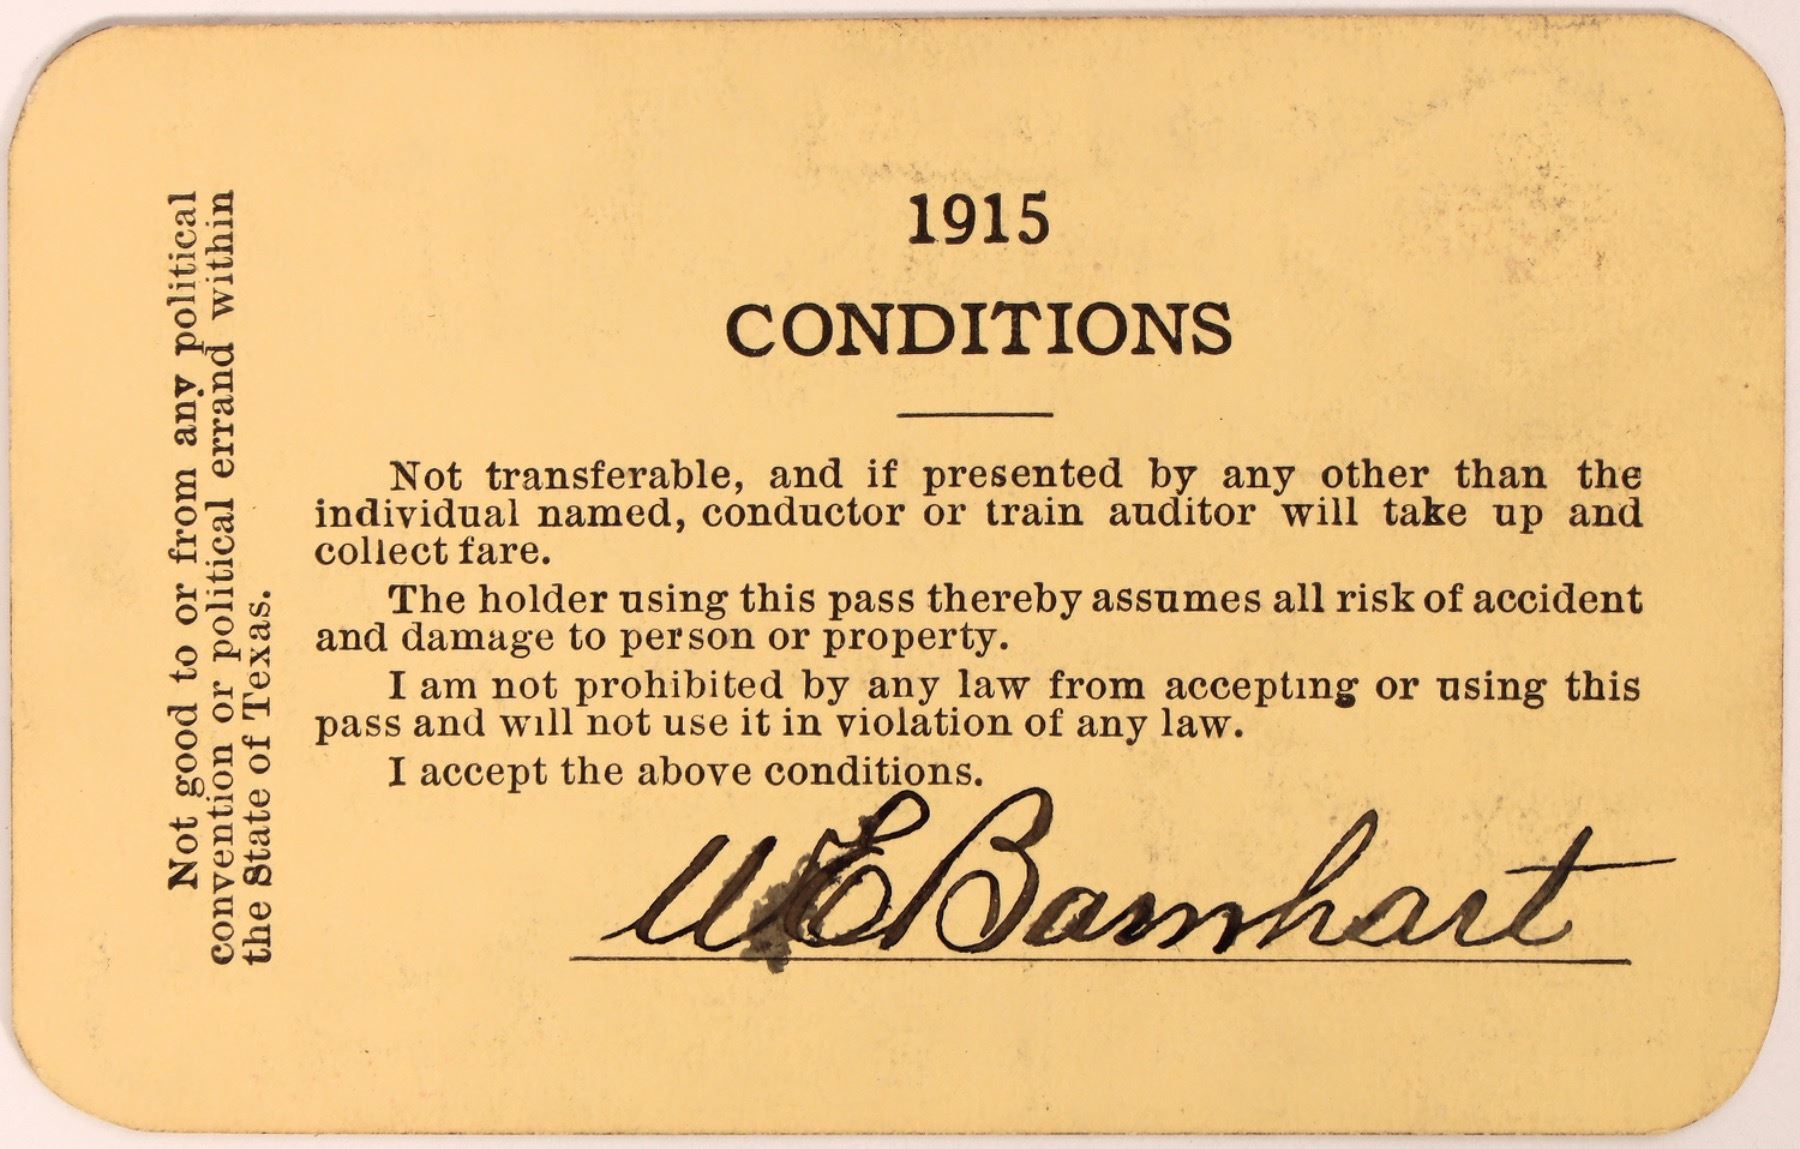 1915
CONDITIONS
Not transferable, and if presented by any other than the
individual named, conductor or train auditor will take up and
collect fare.
The holder using this pass thereby assumes all risk of accident
and damage to person or property.
I am not prohibited by any law from accepting or using this
pass and will not use it in violation of any law.
I accept the above conditions.
W E Barnhart
Not good to or from any political
convention or political errand within
the State of Texas.